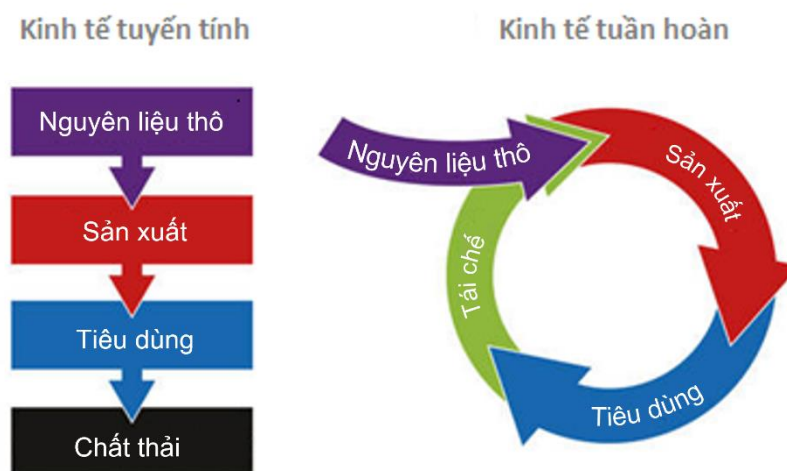 Kinh tế tuyến tính
Nguyên liệu thô
Sản xuất
Tiêu dùng
Chất thải
Kinh tế tuần hoàn
Nguyên liệu thô
Sản xuất
Tiêu dùng
Tái chế